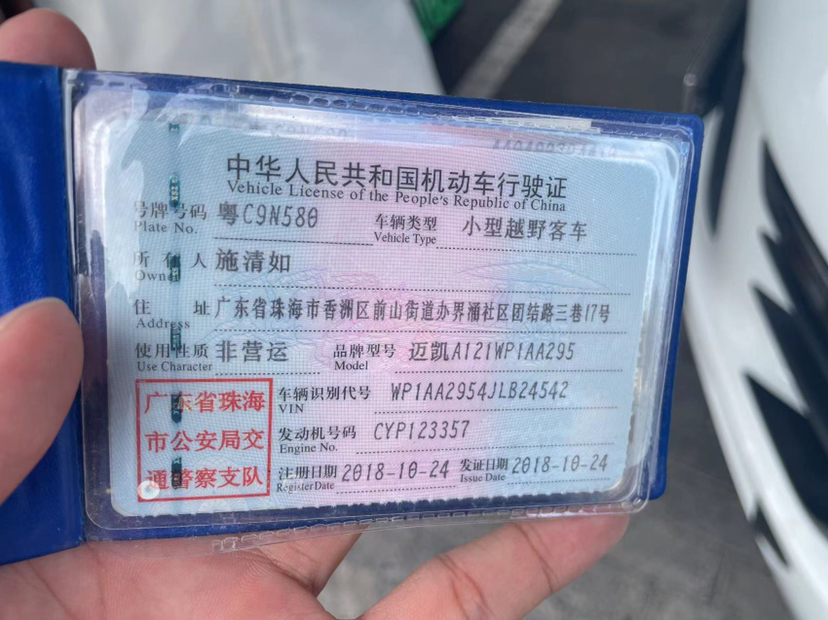 中华人民共和国机动车行驶证
Vehicle License of the People's Republic of China
号牌号码 粤C9N580 车辆类型 小型越野客车
Plate No. Vehicle Type
所有人 施清如
Owner
住 址 广东省珠海市香洲区前山街道办界涌社区团结路三巷17号
Address
使用性质 非营运 品牌型号 迈凯A121WP1AA295
Use Character Model
广东省珠海
市公安局交
通警察支队
车辆识别代号 WP1AA2954JLB24542
VIN
发动机号码 CYP123357
Engine No.
注册日期 2018-10-24 发证日期 2018-10-24
Register Date Issue Date